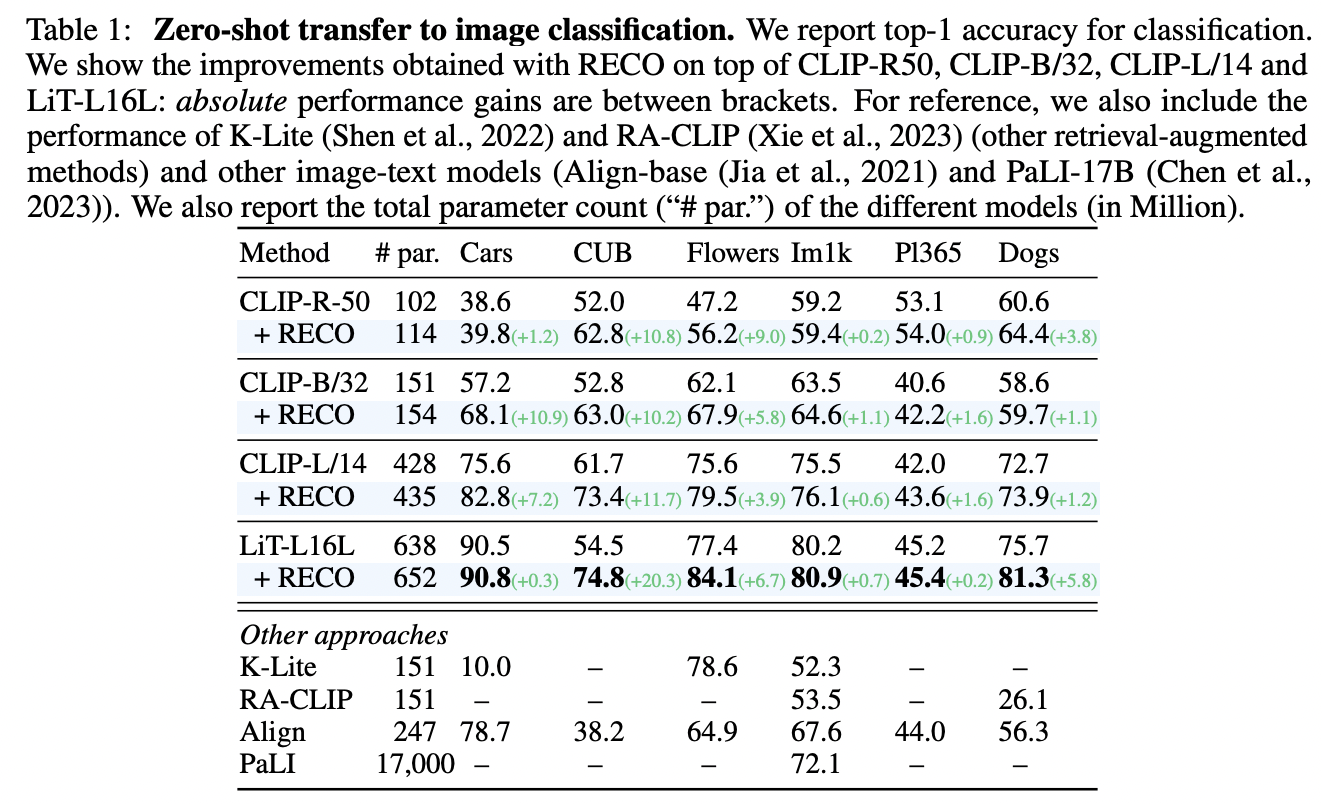 Table 1: Zero-shot transfer to image classification. We report top-1 accuracy for classification.
We show the improvements obtained with RECO on top of CLIP-R50, CLIP-B/32, CLIP-L/14 and
LiT-L16L: absolute performance gains are between brackets. For reference, we also include the
performance of K-Lite (Shen et al., 2022) and RA-CLIP (Xie et al., 2023) (other retrieval-augmented
methods) and other image-text models (Align-base (Jia et al., 2021) and PaLI-17B (Chen et al.,
2023)). We also report the total parameter count (“# par.”) of the different models (in Million).
Method # par. Cars CUB Flowers Im1k Pl365 Dogs
CLIP-R-50 102 38.6 52.0 47.2 59.2 53.1 60.6
+ RECO 114 39.8(+1.2) 62.8(+10.8) 56.2(+9.0) 59.4(+0.2) 54.0(+0.9) 64.4(+3.8)
CLIP-B/32 151 57.2 52.8 62.1 63.5 40.6 58.6
+ RECO 154 68.1(+10.9) 63.0(+10.2) 67.9(+5.8) 64.6(+1.1) 42.2(+1.6) 59.7(+1.1)
CLIP-L/14 428 75.6 61.7 75.6 75.5 42.0 72.7
+ RECO 435 82.8(+7.2) 73.4(+11.7) 79.5(+3.9) 76.1(+0.6) 43.6(+1.6) 73.9(+1.2)
LiT-L16L 638 90.5 54.5 77.4 80.2 45.2 75.7
+ RECO 652 90.8(+0.3) 74.8(+20.3) 84.1(+6.7) 80.9(+0.7) 45.4(+0.2) 81.3(+5.8)
Other approaches
K-Lite 151 10.0 – 78.6 52.3 – –
RA-CLIP 151 – – – 53.5 – 26.1
Align 247 78.7 38.2 64.9 67.6 44.0 56.3
PaLI 17,000 – – – 72.1 – –